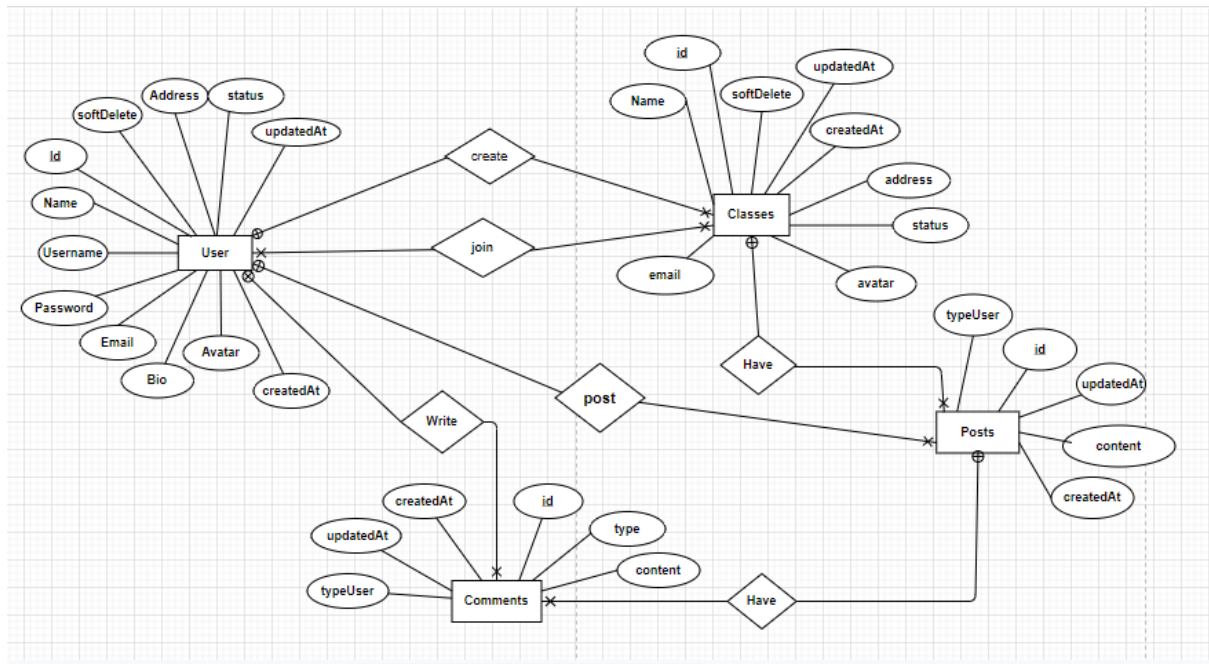 id
updatedAt
softDelete
Name
Address
status
softDelete
updatedAt
createdAt
create
Id
address
Name
Classes
status
join
Username
User
email
avatar
Password
typeUser
Email
Avatar
id
Have
Bio
createdAt
updatedAt
post
Write
Posts
content
createdAt
id
createdAt
type
updatedAt
content
typeUser
Comments
Have